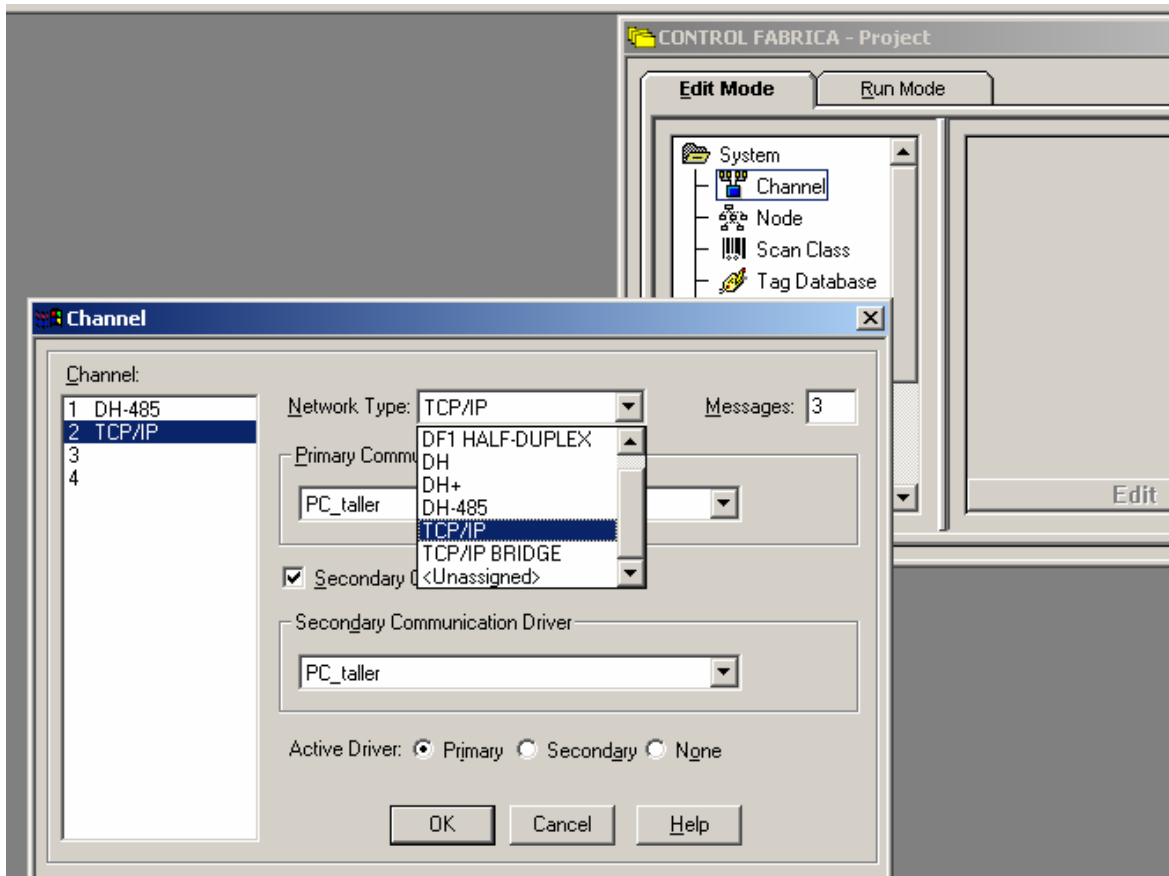 CONTROL FABRICA - Project
Edit Mode Run Mode
System
Channel
Node
Scan Class
Tag Database
Edit
Channel
Channel:
1 DH-485
2 TCP/IP
3
4
Network Type: TCP/IP Messages: 3
DF1 HALF-DUPLEX
DH
DH+
DH-485
TCP/IP
TCP/IP BRIDGE
<Unassigned>
Primary Commu
PC_taller
Secondary C
Secondary Communication Driver
PC_taller
Active Driver: Primary Secondary None
OK Cancel Help